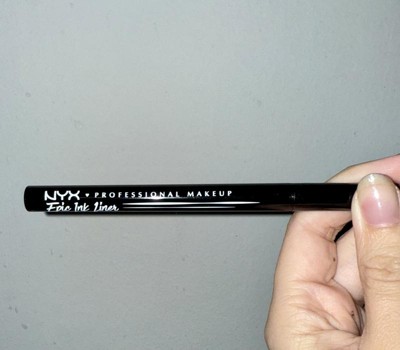 NYX ♥ PROFESSIONAL MAKEUP
Epic Ink Liner